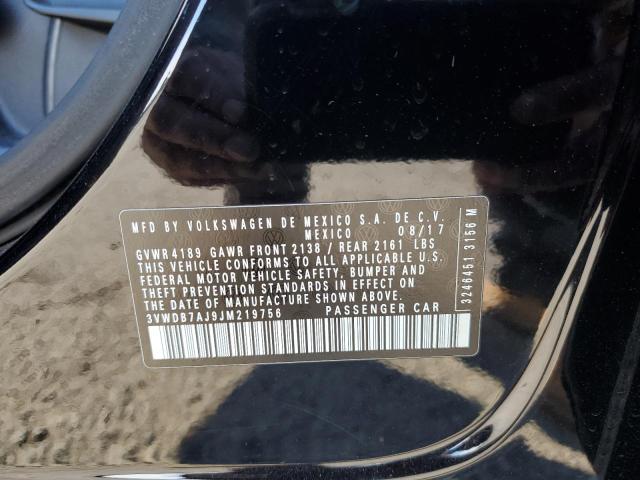 MFD BY VOLKSWAGEN DE MEXICO S.A. DE C.V.
MEXICO 08/17
GVWR 4189 GAWR FRONT 2138 / REAR 2161 LBS
THIS VEHICLE CONFORMS TO ALL APPLICABLE U.S.
FEDERAL MOTOR VEHICLE SAFETY, BUMPER AND
THEFT PREVENTION STANDARDS IN EFFECT ON
THE DATE OF MANUFACTURE SHOWN ABOVE.
3VWDB7AJ9JM219756 PASSENGER CAR
3246451 3156 M